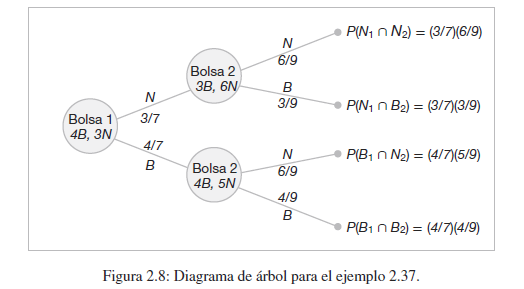 N
6/9
P(N1 ∩ N2) = (3/7)(6/9)
Bolsa 2
3B, 6N
B
3/9
P(N1 ∩ B2) = (3/7)(3/9)
N
3/7
Bolsa 1
4B, 3N
4/7
B
N
6/9
P(B1 ∩ N2) = (4/7)(5/9)
Bolsa 2
4B, 5N
4/9
B
P(B1 ∩ B2) = (4/7)(4/9)
Figura 2.8: Diagrama de árbol para el ejemplo 2.37.